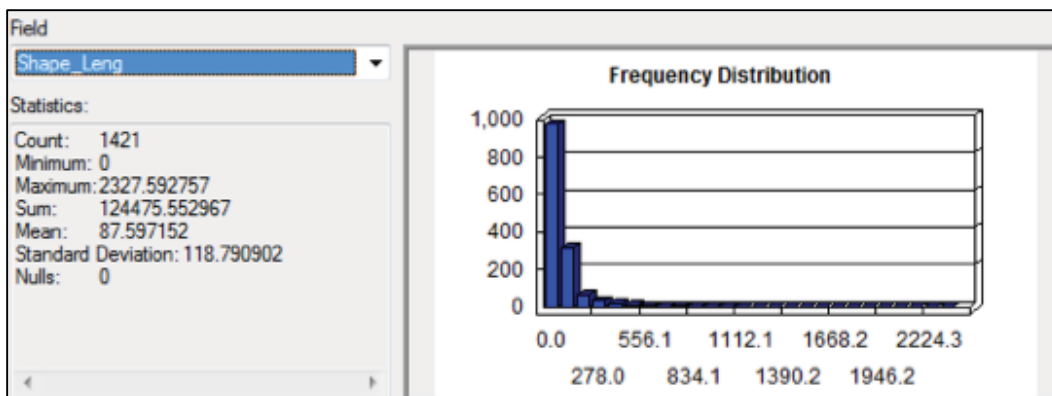 Field
Shape_Leng
Statistics:
Count: 1421
Minimum: 0
Maximum: 2327.592757
Sum: 124475.552967
Mean: 87.597152
Standard Deviation: 118.790902
Nulls: 0
Frequency Distribution
1,000
800
600
400
200
0
0.0 556.1 1112.1 1668.2 2224.3
278.0 834.1 1390.2 1946.2